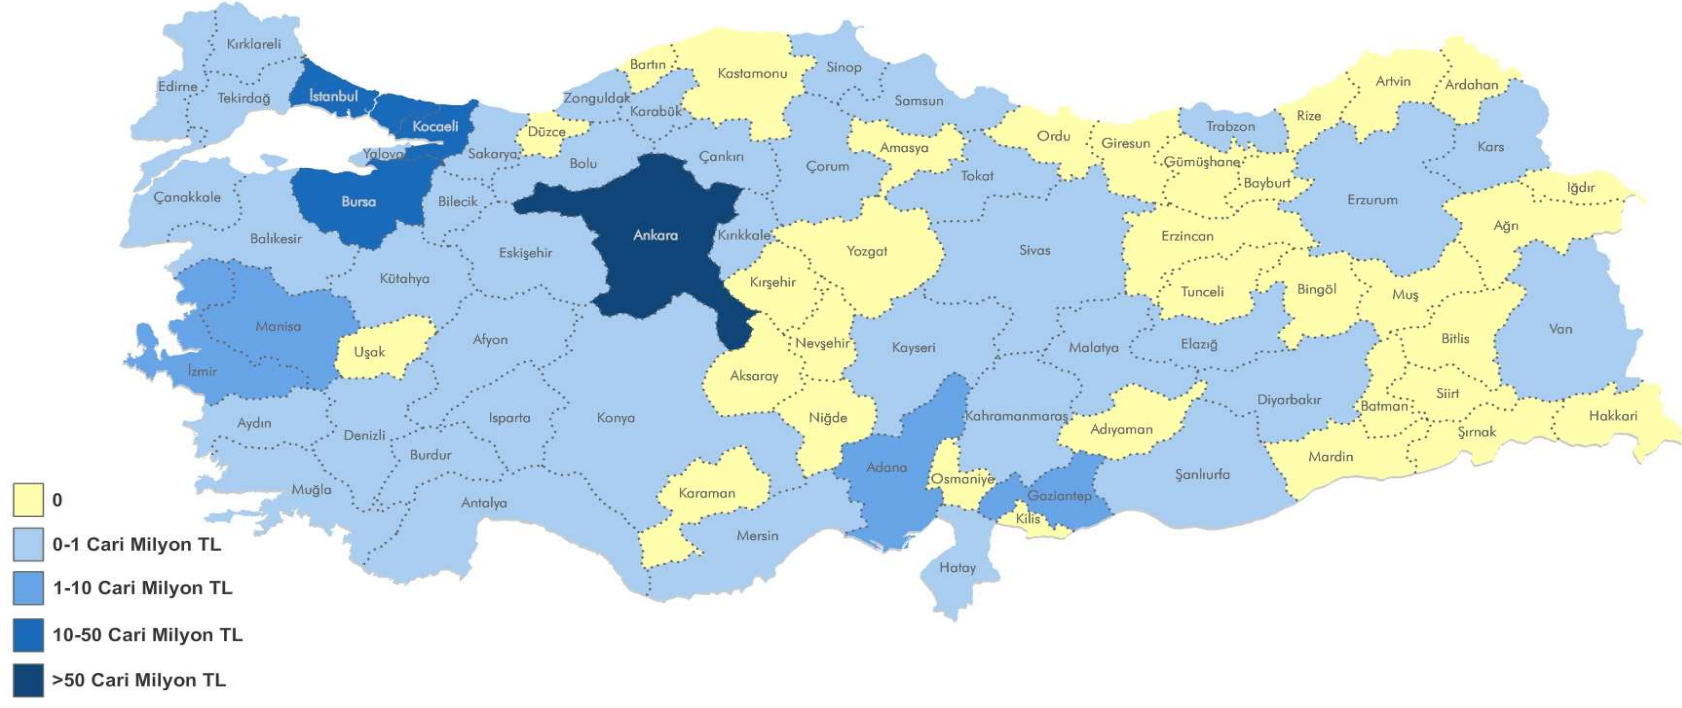 Kırklareli
Edirne
Tekirdağ
İstanbul
Kocaeli
Yalova
Sakarya
Düzce
Zonguldak
Bartın
Karabük
Kastamonu
Sinop
Samsun
Bolu
Çankırı
Çorum
Amasya
Tokat
Ordu
Giresun
Trabzon
Gümüşhane
Bayburt
Rize
Artvin
Ardahan
Kars
Iğdır
Erzurum
Ağrı
Çanakkale
Balıkesir
Bursa
Bilecik
Eskişehir
Ankara
Kırıkkale
Yozgat
Sivas
Erzincan
Tunceli
Bingöl
Muş
Bitlis
Van
Kütahya
Manisa
İzmir
Uşak
Afyon
Kırşehir
Nevşehir
Aksaray
Kayseri
Malatya
Elazığ
Diyarbakır
Batman
Siirt
Şırnak
Hakkari
Aydın
Denizli
Isparta
Burdur
Konya
Niğde
Kahramanmaraş
Adıyaman
Şanlıurfa
Mardin
Muğla
Antalya
Karaman
Mersin
Adana
Osmaniye
Gaziantep
Kilis
Hatay
0
0-1 Cari Milyon TL
1-10 Cari Milyon TL
10-50 Cari Milyon TL
>50 Cari Milyon TL